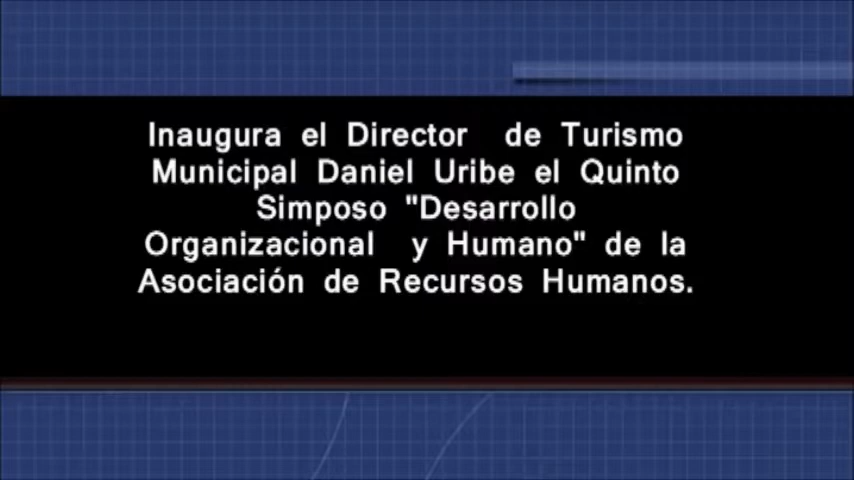 Inaugura el Director de Turismo
Municipal Daniel Uribe el Quinto
Simposo "Desarrollo
Organizacional y Humano" de la
Asociación de Recursos Humanos.